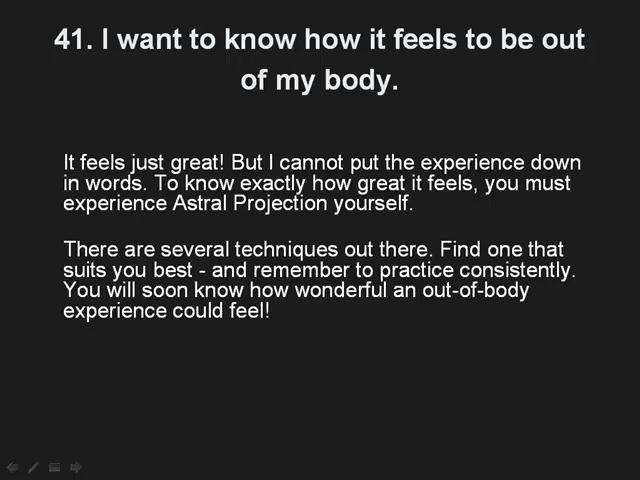 41. I want to know how it feels to be out
of my body.
It feels just great! But I cannot put the experience down
in words. To know exactly how great it feels, you must
experience Astral Projection yourself.
There are several techniques out there. Find one that
suits you best - and remember to practice consistently.
You will soon know how wonderful an out-of-body
experience could feel!